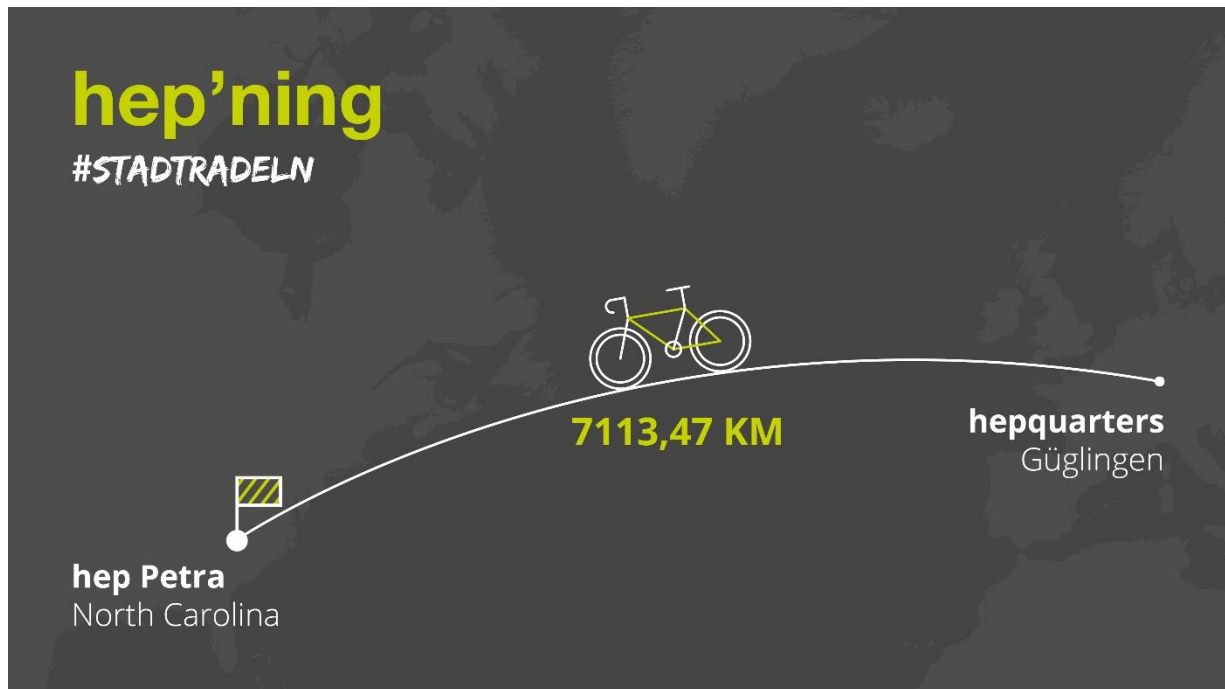 hep’ning
#STADTRADELN
7113,47 KM
hepquarters
Güglingen
hep Petra
North Carolina